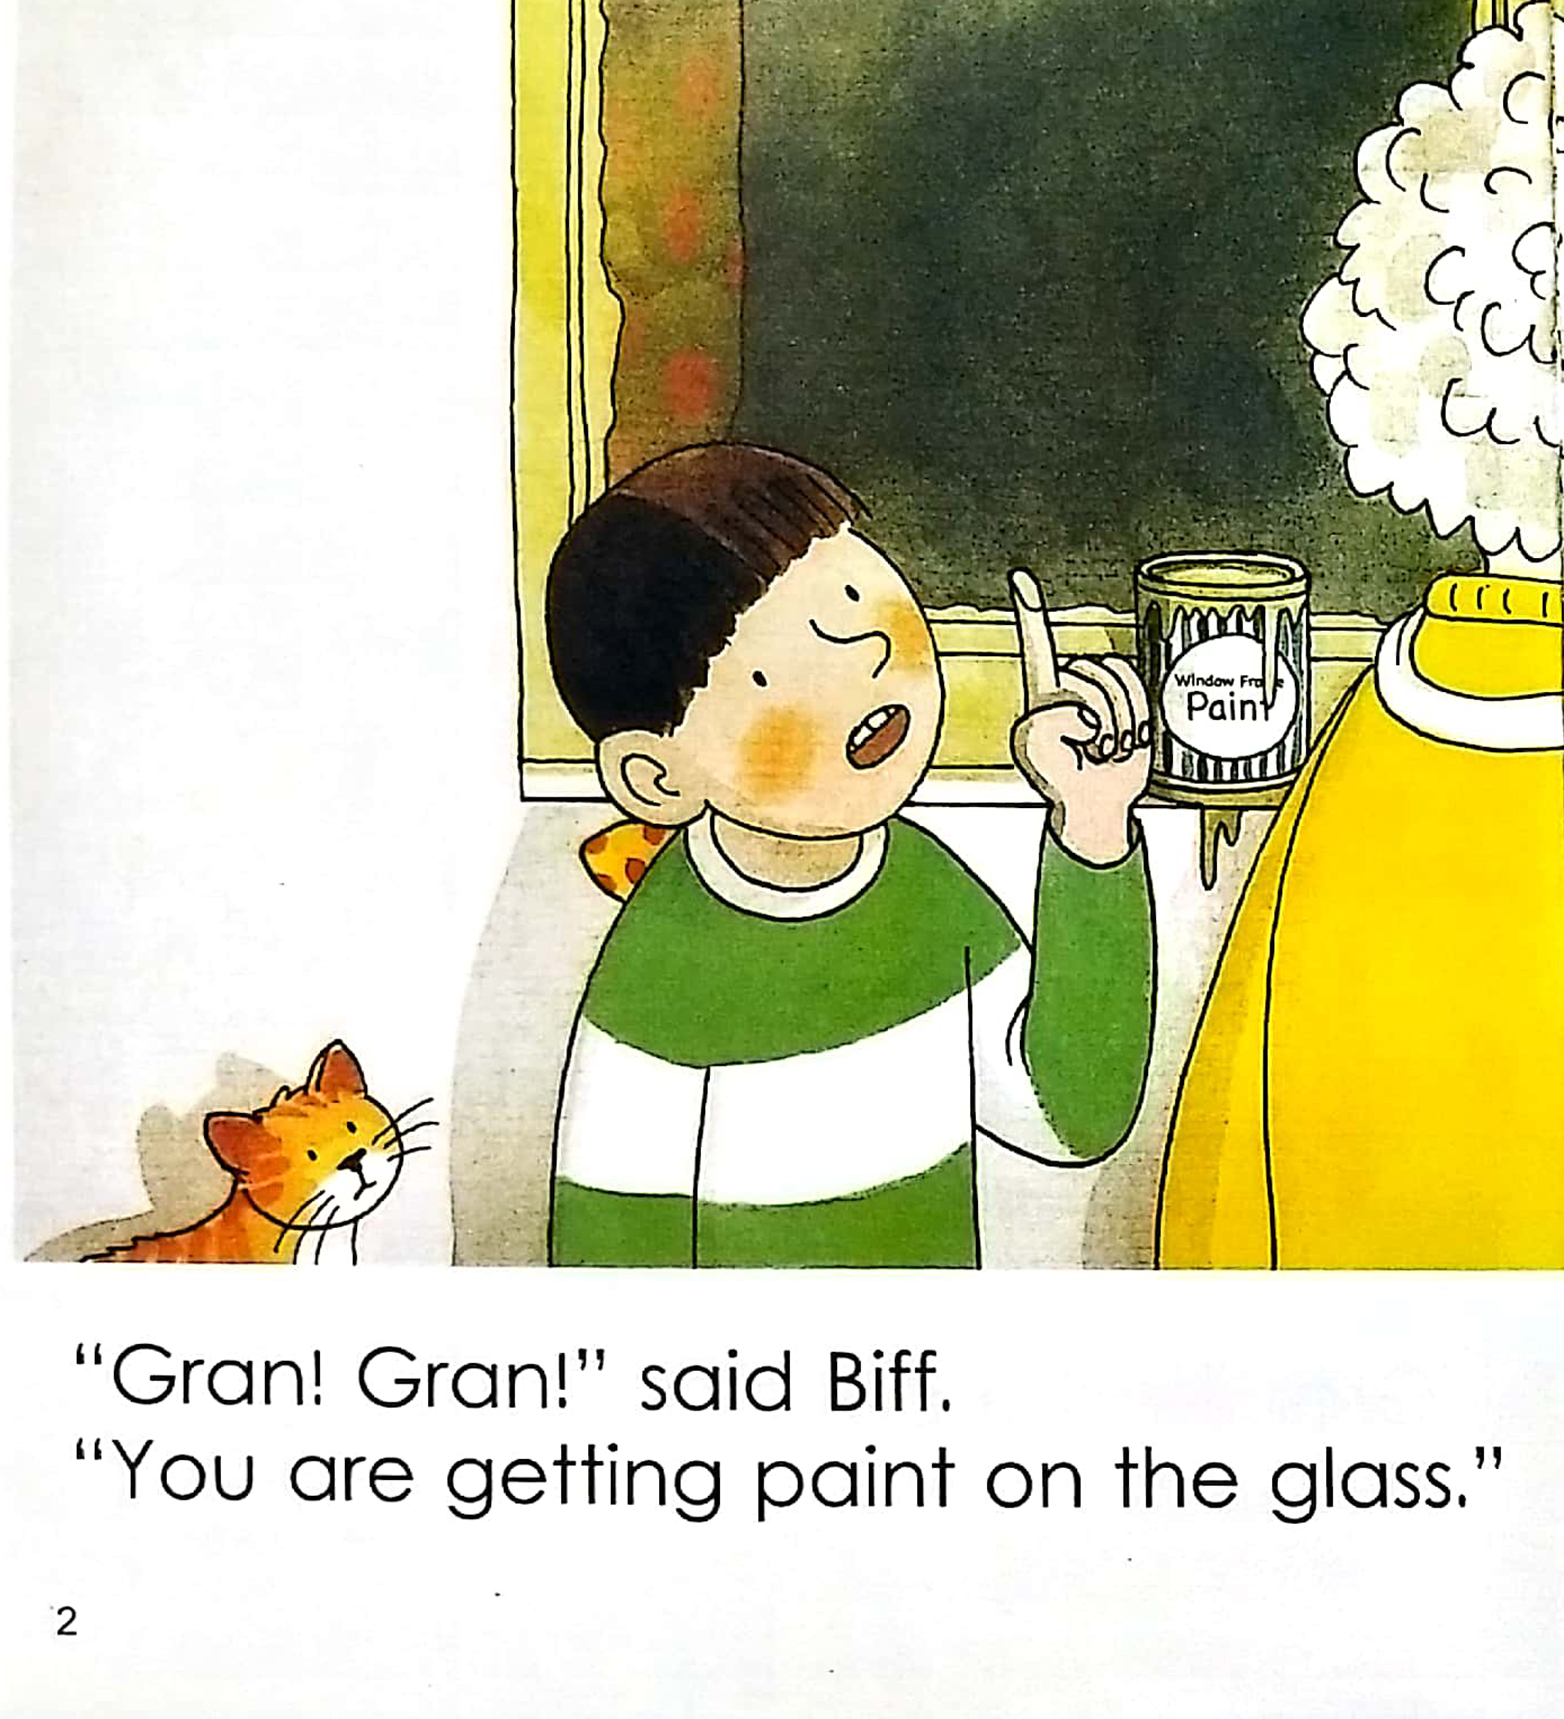 Window Fra e
Paint
“Gran! Gran!” said Biff.
“You are getting paint on the glass.”
2